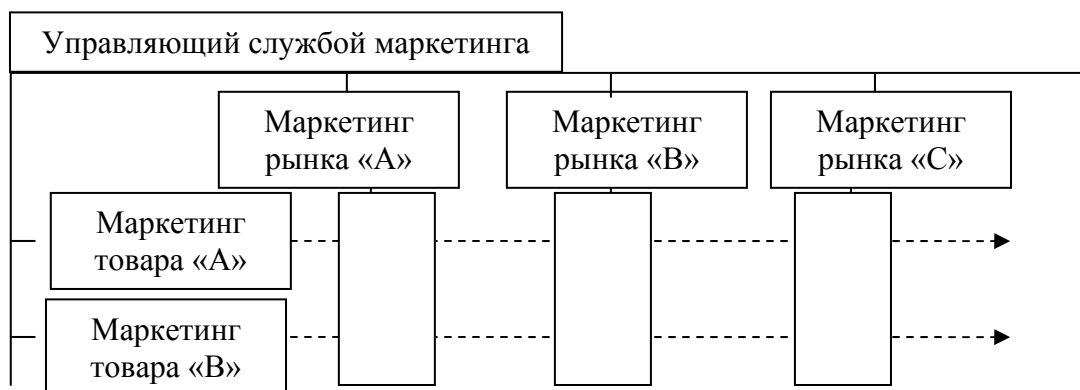 Управляющий службой маркетинга
Маркетинг
рынка «А»
Маркетинг
рынка «В»
Маркетинг
рынка «С»
Маркетинг
товара «А»
Маркетинг
товара «В»